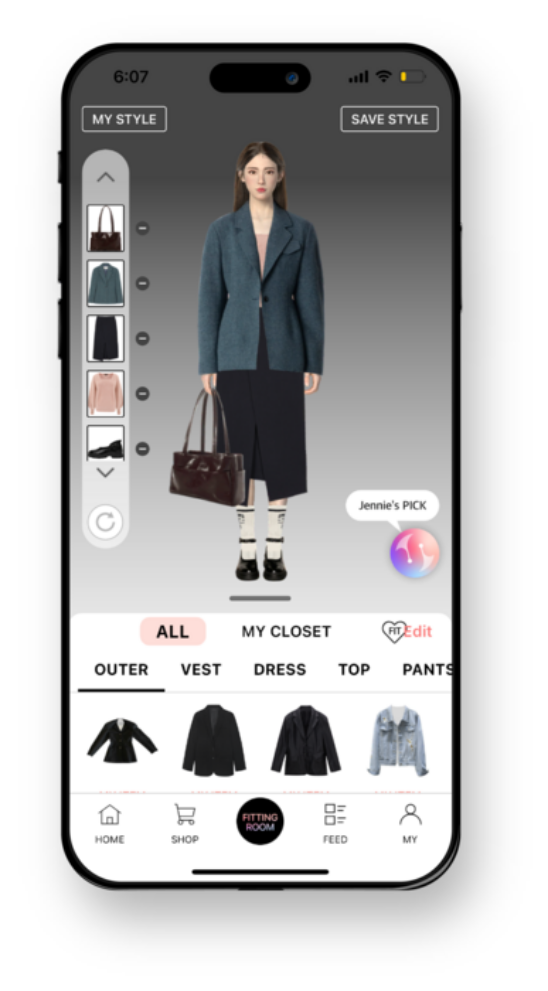 6:07
MY STYLE
SAVE STYLE
Jennie's PICK
ALL
MY CLOSET
FIT
Edit
OUTER
VEST
DRESS
TOP
PANTS
HOME
SHOP
FITTING
ROOM
FEED
MY